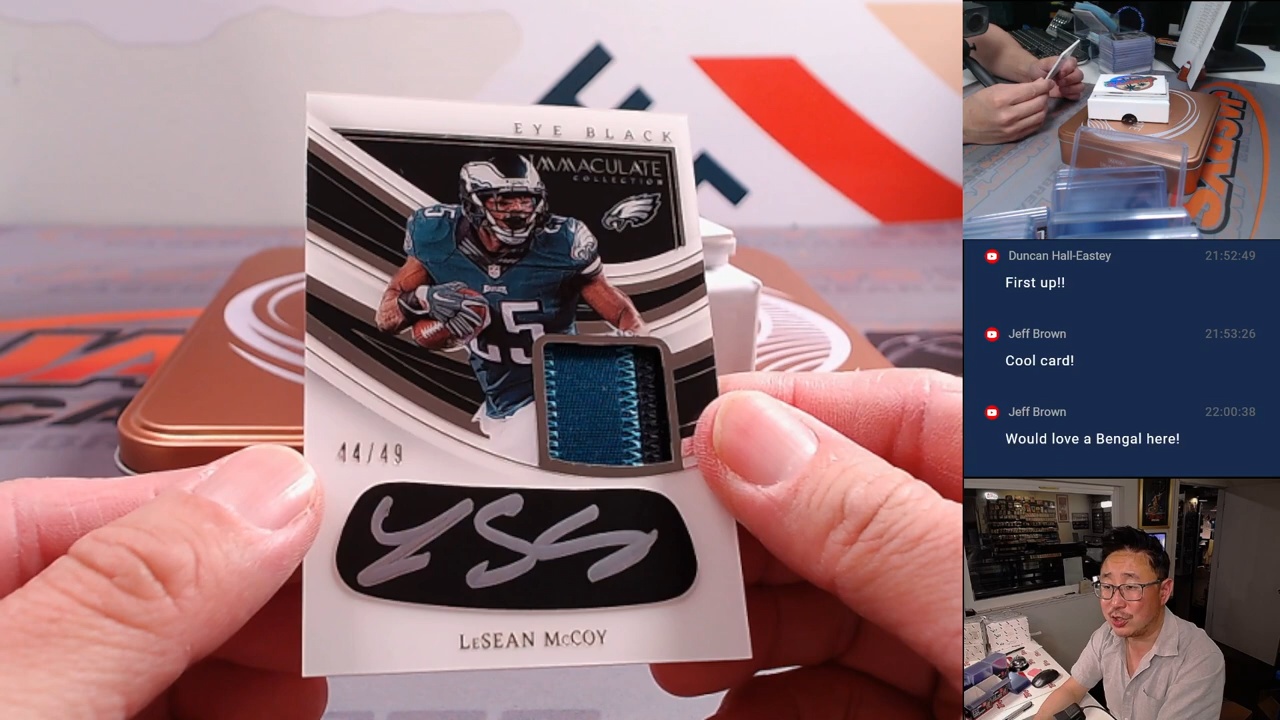 EYE BLACK
IMMACULATE
COLLECTION
25
44/49
LESEAN McCOY
Duncan Hall-Eastey 21:52:49
First up!!
Jeff Brown 21:53:26
Cool card!
Jeff Brown 22:00:38
Would love a Bengal here!